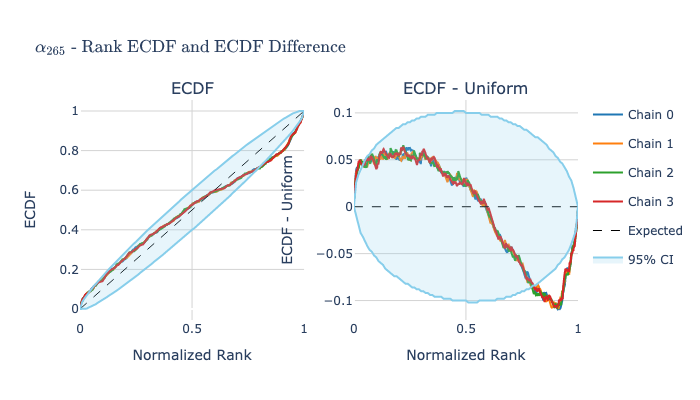 α₂₆₅ - Rank ECDF and ECDF Difference
ECDF
ECDF
1
0.8
0.6
0.4
0.2
0
0
0.5
1
Normalized Rank
ECDF - Uniform
ECDF - Uniform
0.1
0.05
0
−0.05
−0.1
0
0.5
1
Normalized Rank
Chain 0
Chain 1
Chain 2
Chain 3
Expected
95% CI